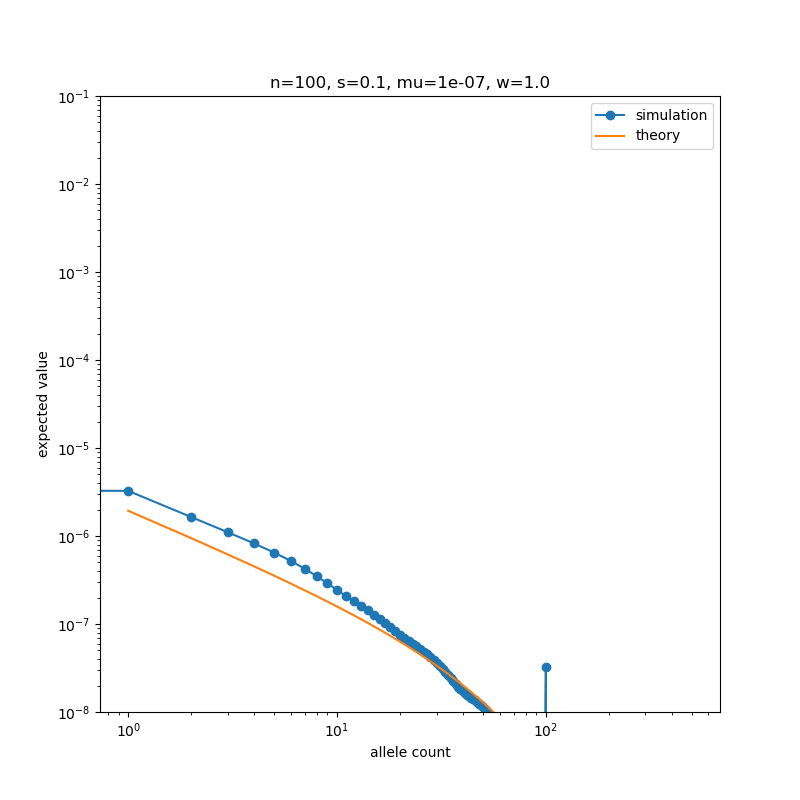 n=100, s=0.1, mu=1e-07, w=1.0
simulation
theory
expected value
10⁻¹
10⁻²
10⁻³
10⁻⁴
10⁻⁵
10⁻⁶
10⁻⁷
10⁻⁸
10⁰ 10¹ 10²
allele count